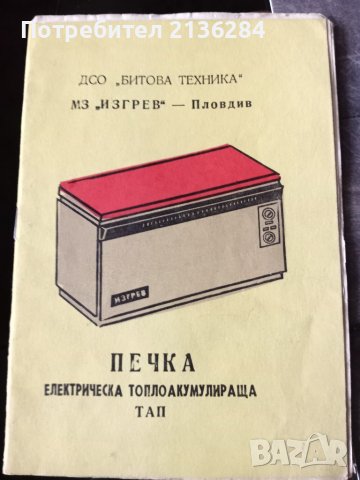 Потребител 2136284
ДСО „БИТОВА ТЕХНИКА"
МЗ „ИЗГРЕВ" — Пловдив
ИЗГРЕВ
ПЕЧКА
ЕЛЕКТРИЧЕСКА ТОПЛОАКУМУЛИРАЩА
ТАП
BAZAR